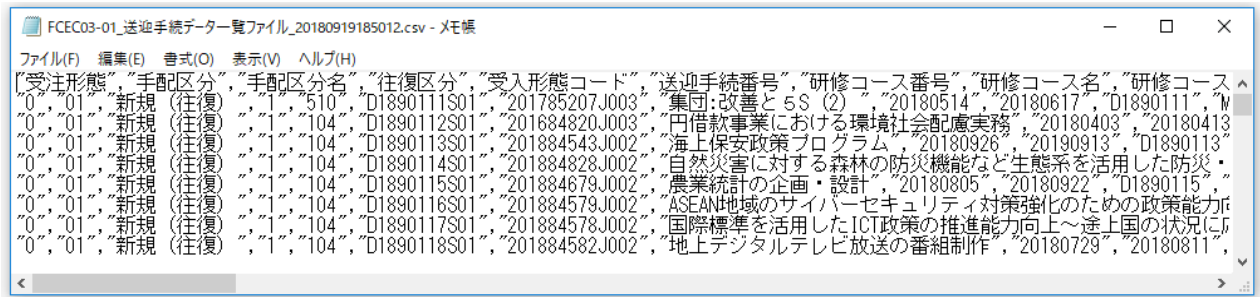 FCEC03-01_送迎手続データ一覧ファイル_20180919185012.csv - メモ帳
ファイル(F) 編集(E) 書式(O) 表示(V) ヘルプ(H)
"受注形態","手配区分","手配区分名","往復区分","受入形態コード","送迎手続番号","研修コース番号","研修コース名","研修コース
"0","01","新規（往復）","1","510","D1890111S01","201785207J003","集団:改善と５S（2）","20180514","20180617","D1890111","M
"0","01","新規（往復）","1","104","D1890112S01","201684820J003","円借款事業における環境社会配慮実務","20180403","20180413
"0","01","新規（往復）","1","104","D1890113S01","201884543J002","海上保安政策プログラム","20180926","20190913","D1890113"
"0","01","新規（往復）","1","104","D1890114S01","201884828J002","自然災害に対する森林の防災機能など生態系を活用した防災・
"0","01","新規（往復）","1","104","D1890115S01","201884679J002","農業統計の企画・設計","20180805","20180922","D1890115","
"0","01","新規（往復）","1","104","D1890116S01","201884579J002","ASEAN地域のサイバーセキュリティ対策強化のための政策能力向
"0","01","新規（往復）","1","104","D1890117S01","201884578J002","国際標準を活用したICT政策の推進能力向上～途上国の状況に
"0","01","新規（往復）","1","104","D1890118S01","201884582J002","地上デジタルテレビ放送の番組制作","20180729","20180811",